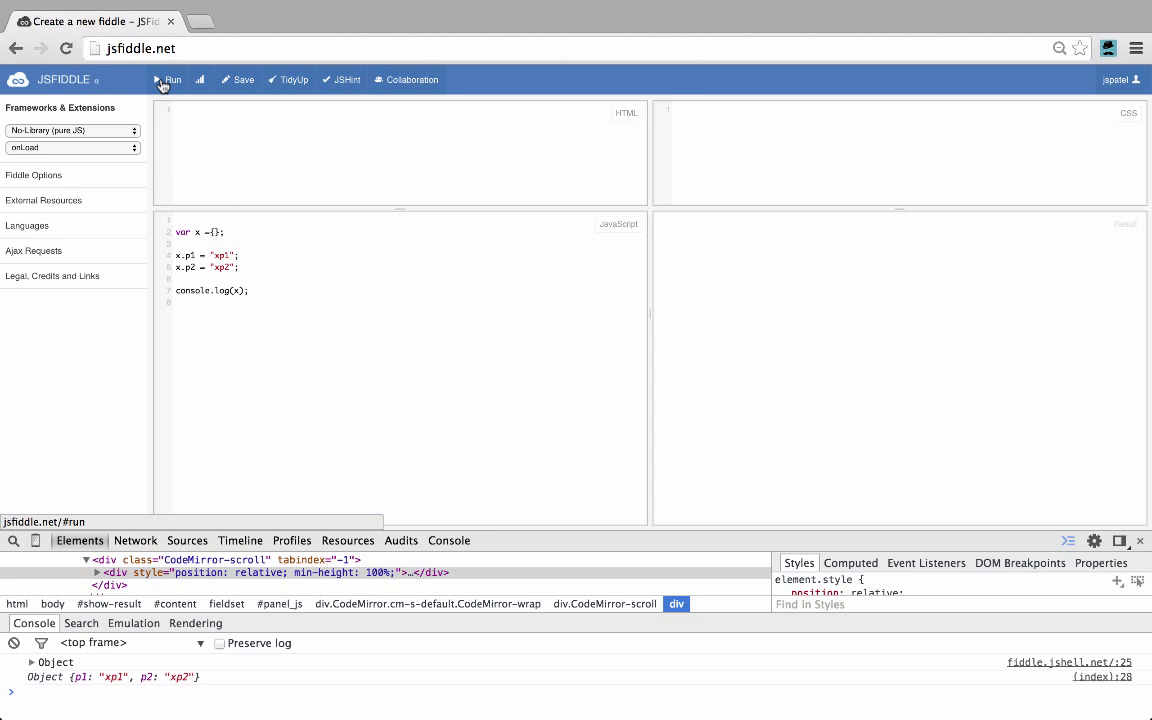 Create a new fiddle – JSFid
jsfiddle.net
JSFIDDLE α
Run
Save
TidyUp
JSHint
Collaboration
jspatel
Frameworks & Extensions
No-Library (pure JS)
onLoad
Fiddle Options
External Resources
Languages
Ajax Requests
Legal, Credits and Links
1
HTML
1
CSS
JavaScript
Result
1
2 var x ={};
3
4 x.p1 = "xp1";
5 x.p2 = "xp2";
6
7 console.log(x);
8
jsfiddle.net/#run
Elements Network Sources Timeline Profiles Resources Audits Console
▼<div class="CodeMirror-scroll" tabindex="-1">
▶<div style="position: relative; min-height: 100%;">…</div>
</div>
Styles Computed Event Listeners DOM Breakpoints Properties
element.style {
position: relative;
html body #show-result #content fieldset #panel_js div.CodeMirror.cm-s-default.CodeMirror-wrap div.CodeMirror-scroll div
Find in Styles
Console Search Emulation Rendering
<top frame> ▼ Preserve log
▶ Object fiddle.jshell.net/:25
Object {p1: "xp1", p2: "xp2"} (index):28
>